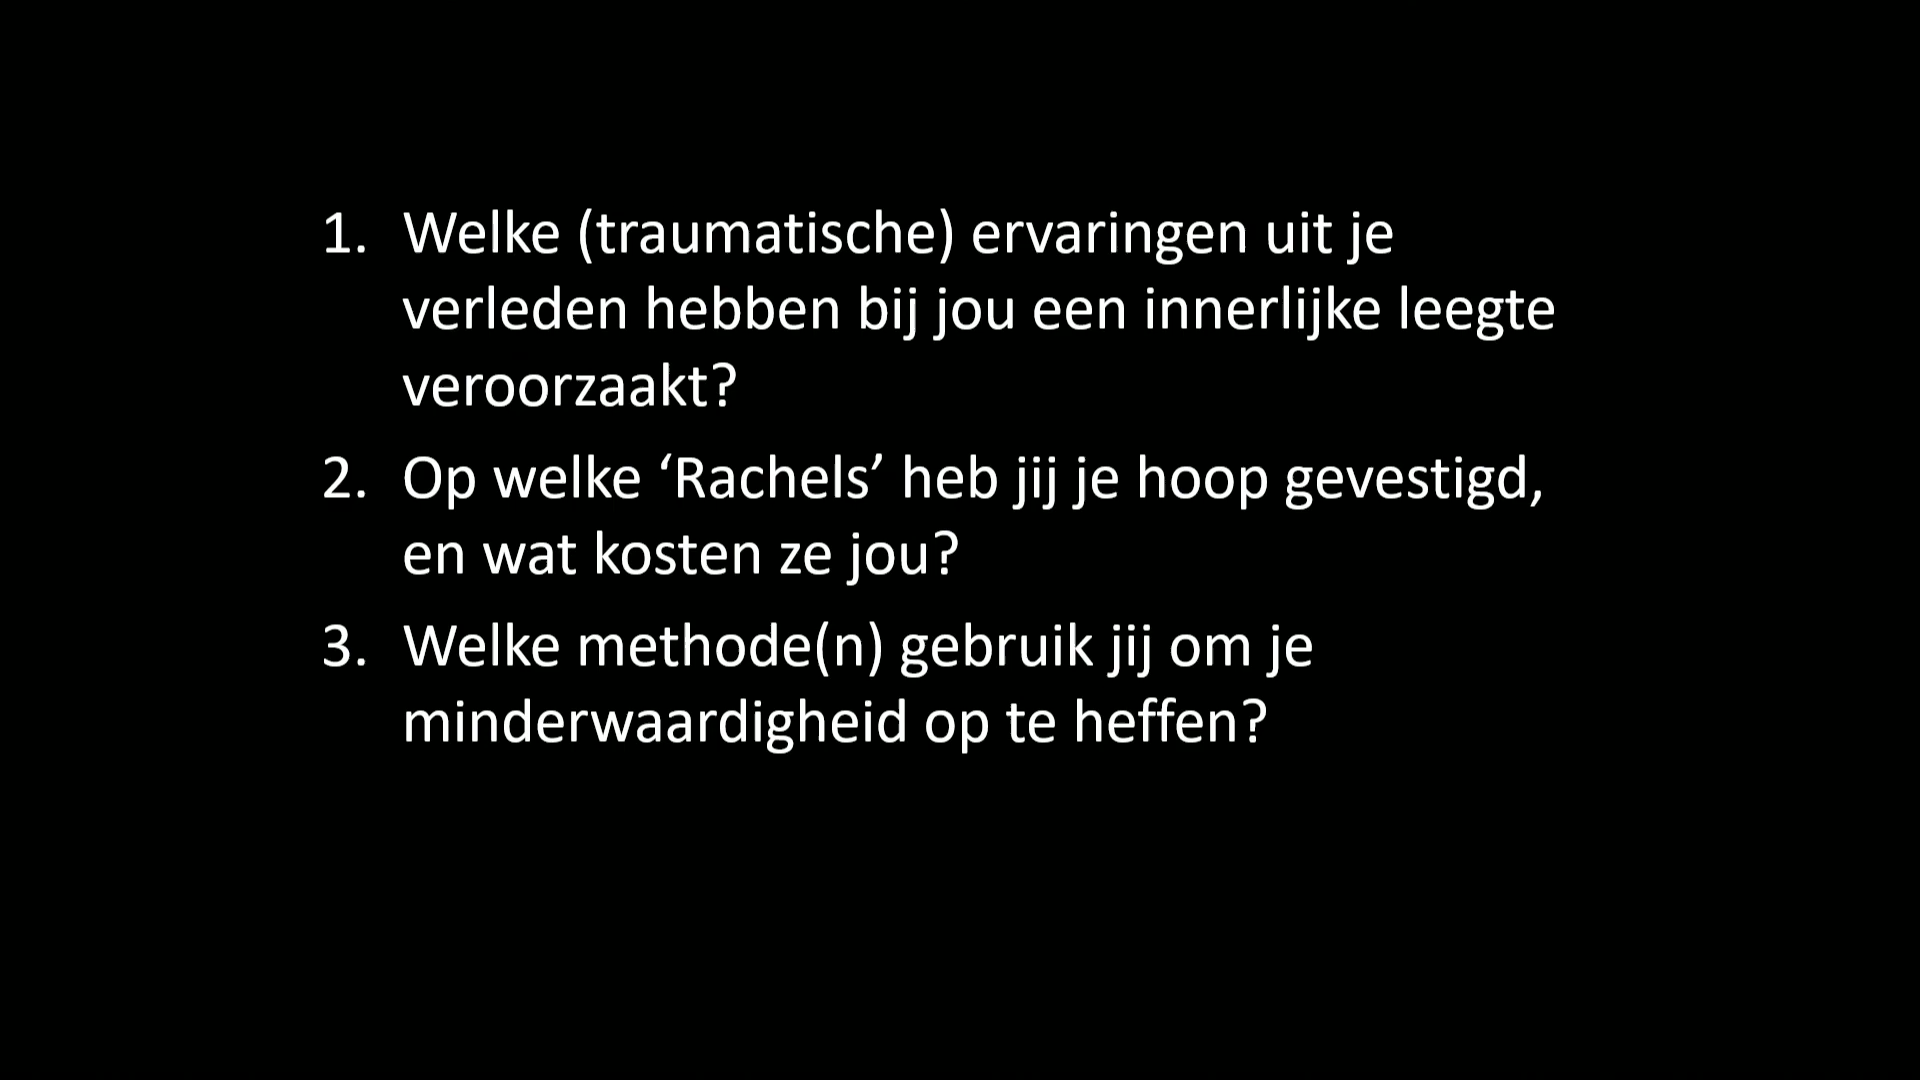 1. Welke (traumatische) ervaringen uit je
verleden hebben bij jou een innerlijke leegte
veroorzaakt?
2. Op welke ‘Rachels’ heb jij je hoop gevestigd,
en wat kosten ze jou?
3. Welke methode(n) gebruik jij om je
minderwaardigheid op te heffen?